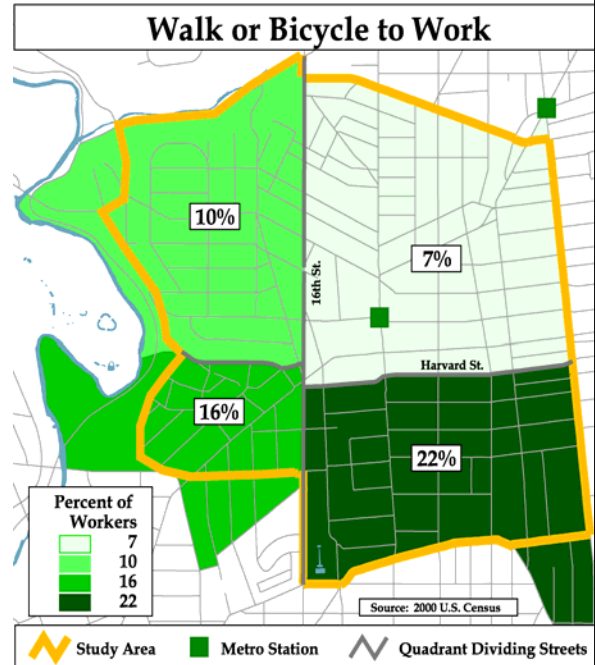 Walk or Bicycle to Work
10%
16th St.
7%
Harvard St.
16%
22%
Percent of
Workers
7
10
16
22
Source: 2000 U.S. Census
Study Area
Metro Station
Quadrant Dividing Streets